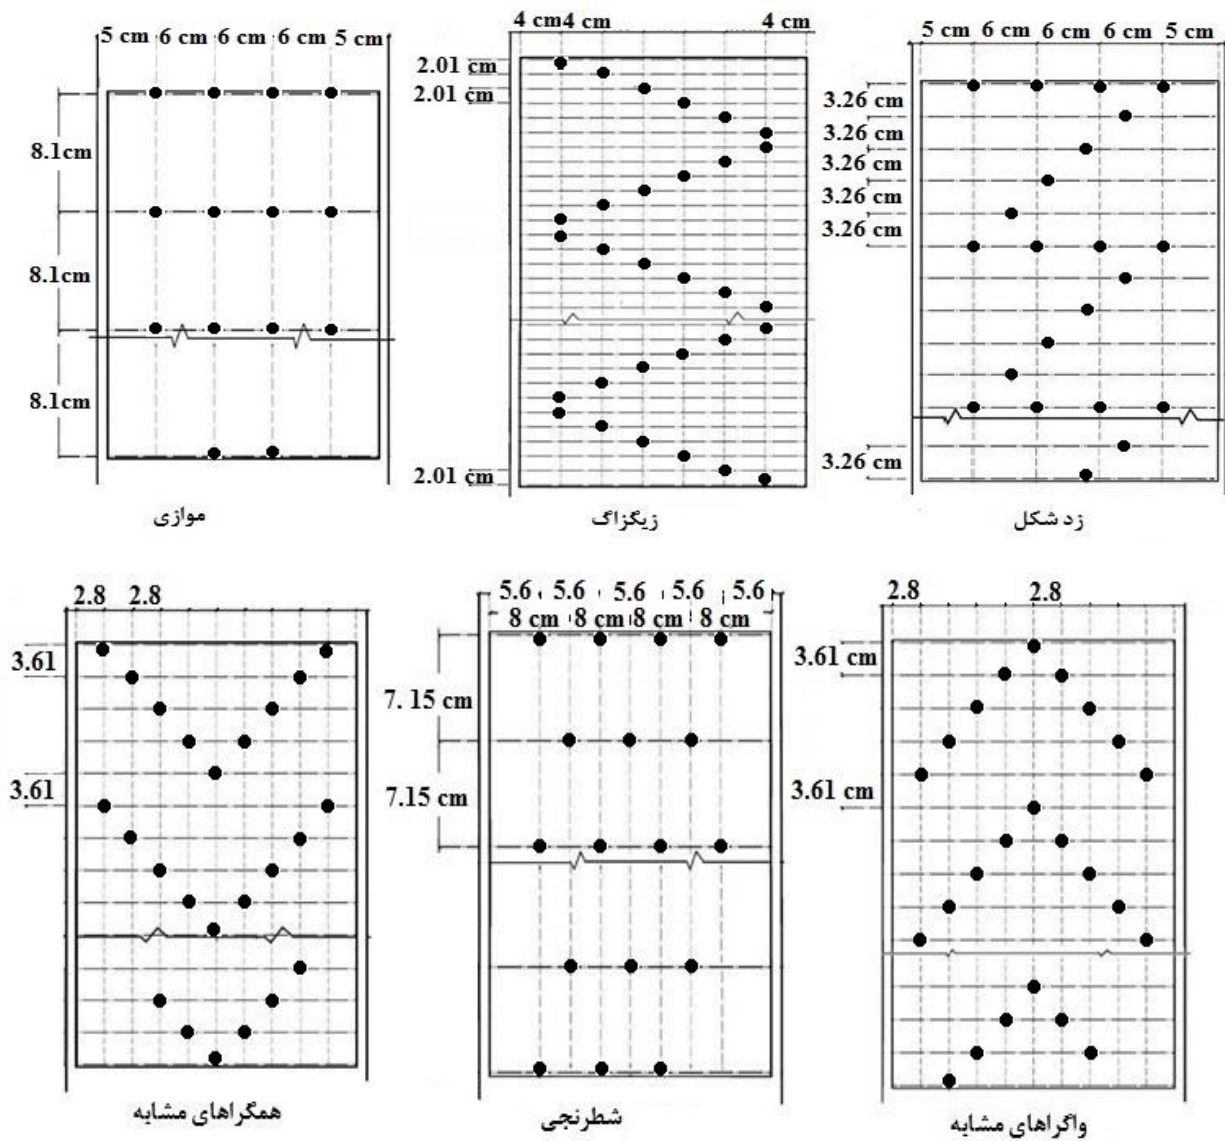 5 cm 6 cm 6 cm 6 cm 5 cm
8.1cm
8.1cm
8.1cm
موازی
4 cm 4 cm 4 cm
2.01 cm
2.01 cm
2.01 cm
زیگزاگ
5 cm 6 cm 6 cm 6 cm 5 cm
3.26 cm
3.26 cm
3.26 cm
3.26 cm
3.26 cm
3.26 cm
زد شکل
2.8 2.8
3.61
3.61
همگراهای مشابه
5.6 5.6 5.6 5.6 5.6
8 cm 8 cm 8 cm 8 cm
7. 15 cm
7.15 cm
شطرنجی
2.8 2.8
3.61 cm
3.61 cm
واگراهای مشابه